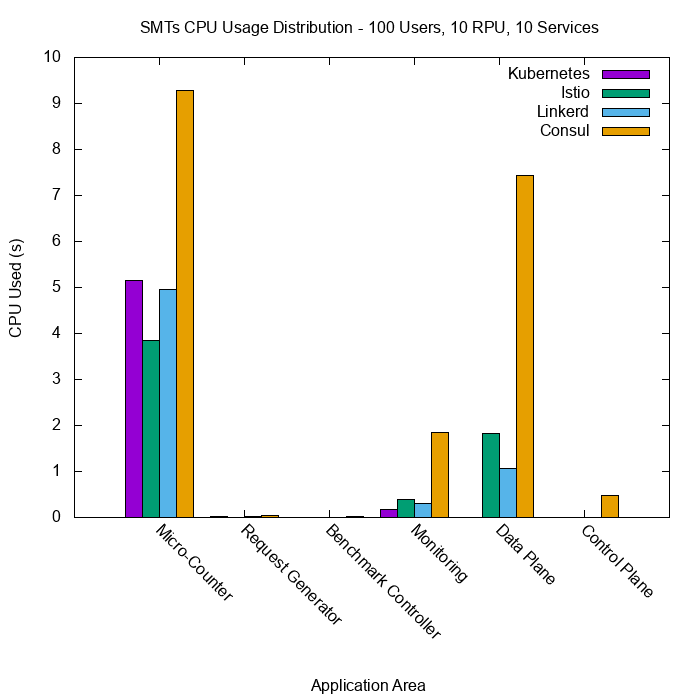 SMTs CPU Usage Distribution - 100 Users, 10 RPU, 10 Services
Kubernetes
Istio
Linkerd
Consul
CPU Used (s)
10
9
8
7
6
5
4
3
2
1
0
Micro-Counter
Request Generator
Benchmark Controller
Monitoring
Data Plane
Control Plane
Application Area